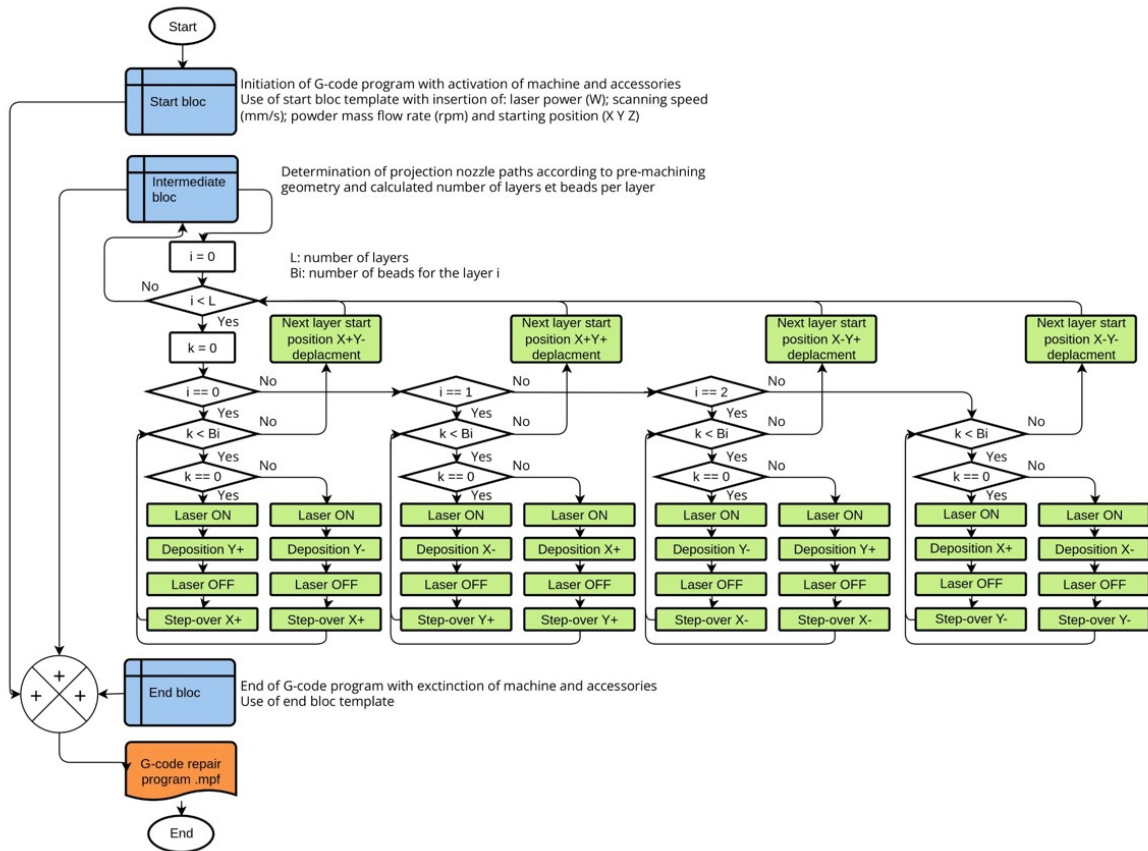 Start
Start bloc
Initiation of G-code program with activation of machine and accessories
Use of start bloc template with insertion of: laser power (W); scanning speed
(mm/s); powder mass flow rate (rpm) and starting position (X Y Z)
Intermediate
bloc
Determination of projection nozzle paths according to pre-machining
geometry and calculated number of layers et beads per layer
i = 0
L: number of layers
Bi: number of beads for the layer i
No
i < L
Yes
k = 0
Next layer start
position X+Y-
deplacment
Next layer start
position X+Y+
deplacment
Next layer start
position X-Y+
deplacment
Next layer start
position X-Y-
deplacment
i == 0
No
Yes
i == 1
No
Yes
i == 2
No
Yes
k < Bi
No
Yes
k < Bi
No
Yes
k < Bi
No
Yes
k < Bi
No
Yes
k == 0
No
Yes
k == 0
No
Yes
k == 0
No
Yes
k == 0
No
Yes
Laser ON
Laser ON
Laser ON
Laser ON
Laser ON
Laser ON
Laser ON
Laser ON
Deposition Y+
Deposition Y-
Deposition X-
Deposition X+
Deposition Y-
Deposition Y+
Deposition X+
Deposition X-
Laser OFF
Laser OFF
Laser OFF
Laser OFF
Laser OFF
Laser OFF
Laser OFF
Laser OFF
Step-over X+
Step-over X+
Step-over Y+
Step-over Y+
Step-over X-
Step-over X-
Step-over Y-
Step-over Y-
+
+
+
End bloc
End of G-code program with exctinction of machine and accessories
Use of end bloc template
G-code repair
program .mpf
End